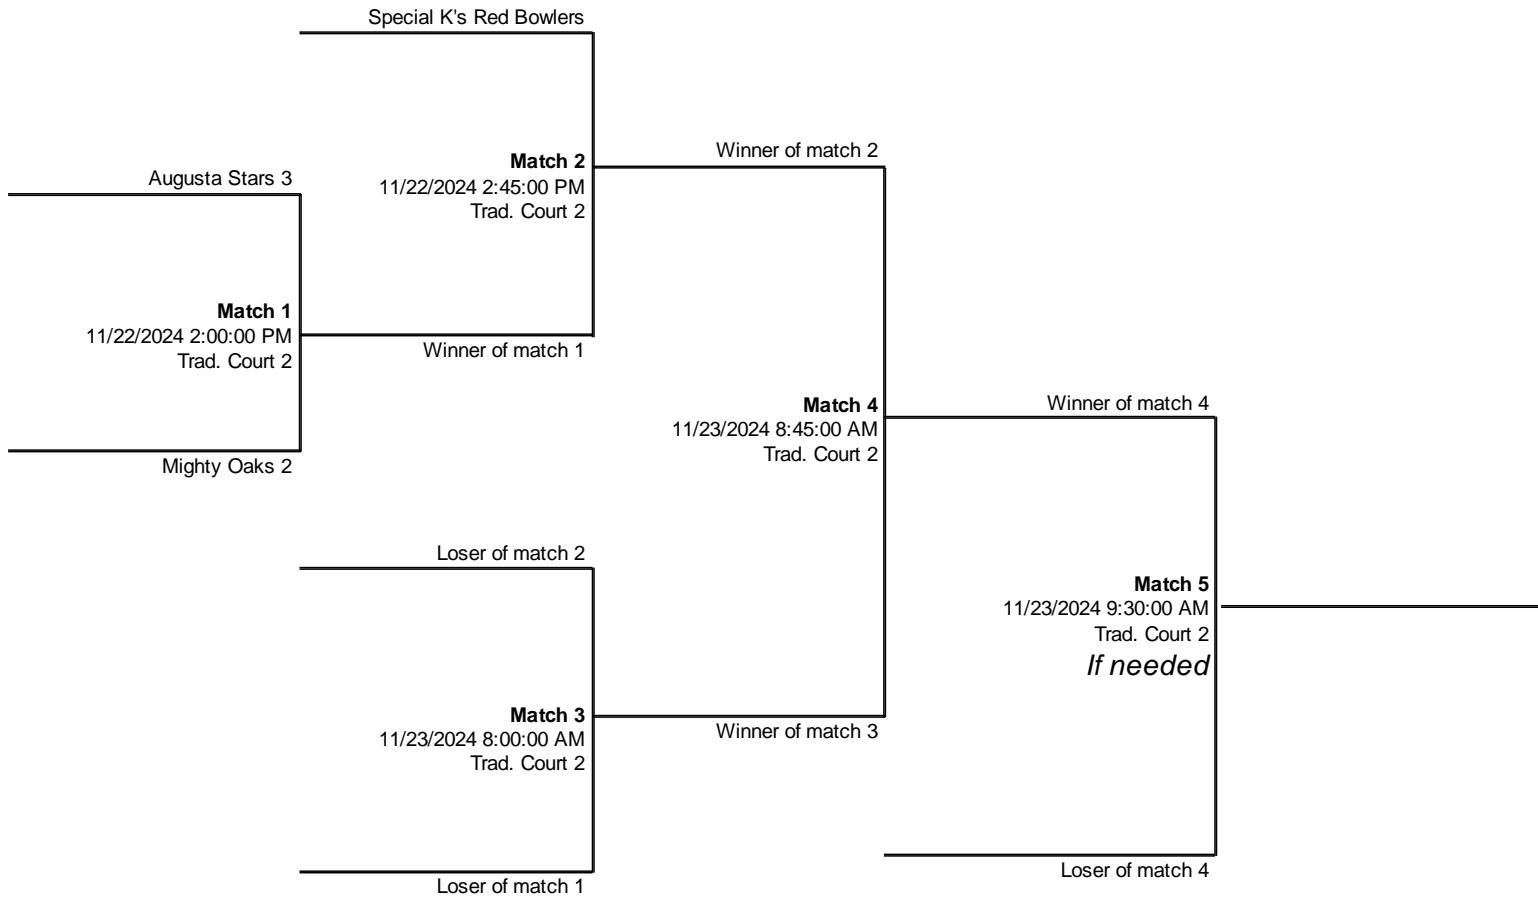 Special K's Red Bowlers
Match 2
11/22/2024 2:45:00 PM
Trad. Court 2
Winner of match 2
Augusta Stars 3
Match 1
11/22/2024 2:00:00 PM
Trad. Court 2
Winner of match 1
Mighty Oaks 2
Match 4
11/23/2024 8:45:00 AM
Trad. Court 2
Winner of match 4
Loser of match 2
Match 3
11/23/2024 8:00:00 AM
Trad. Court 2
Winner of match 3
Loser of match 1
Match 5
11/23/2024 9:30:00 AM
Trad. Court 2
If needed
Loser of match 4